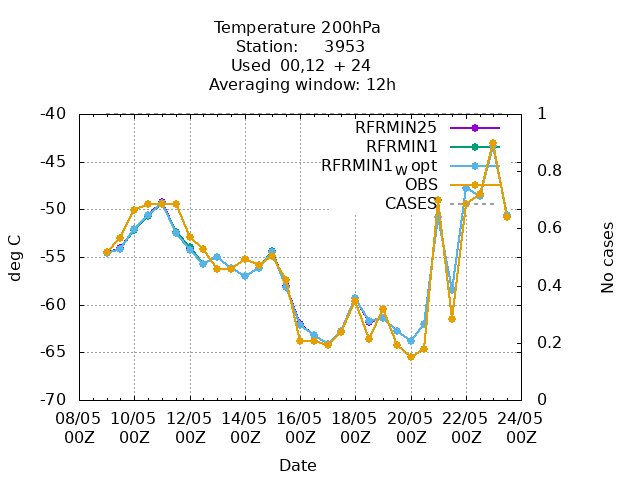 Temperature 200hPa
Station: 3953
Used 00,12 + 24
Averaging window: 12h
-40
-45
-50
-55
-60
-65
-70
1
0.8
0.6
0.4
0.2
0
RFRMIN25
RFRMIN1
RFRMIN1w opt
OBS
CASES
deg C
No cases
08/05 10/05 12/05 14/05 16/05 18/05 20/05 22/05 24/05
00Z 00Z 00Z 00Z 00Z 00Z 00Z 00Z 00Z
Date